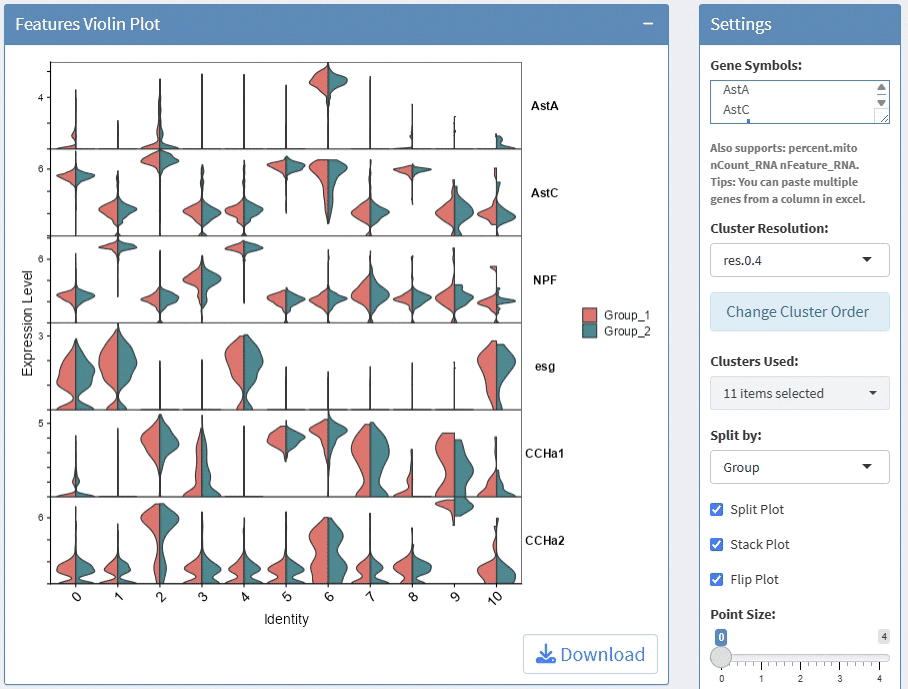 Features Violin Plot
−
4
AstA
6
AstC
6
NPF
3
esg
5
CCHa1
6
CCHa2
Expression Level
0 1 2 3 4 5 6 7 8 9 10
Identity
Group_1
Group_2
Download
Settings
Gene Symbols:
AstA
AstC
Also supports: percent.mito
nCount_RNA nFeature_RNA.
Tips: You can paste multiple
genes from a column in excel.
Cluster Resolution:
res.0.4
Change Cluster Order
Clusters Used:
11 items selected
Split by:
Group
Split Plot
Stack Plot
Flip Plot
Point Size:
0 4
0 1 2 3 4